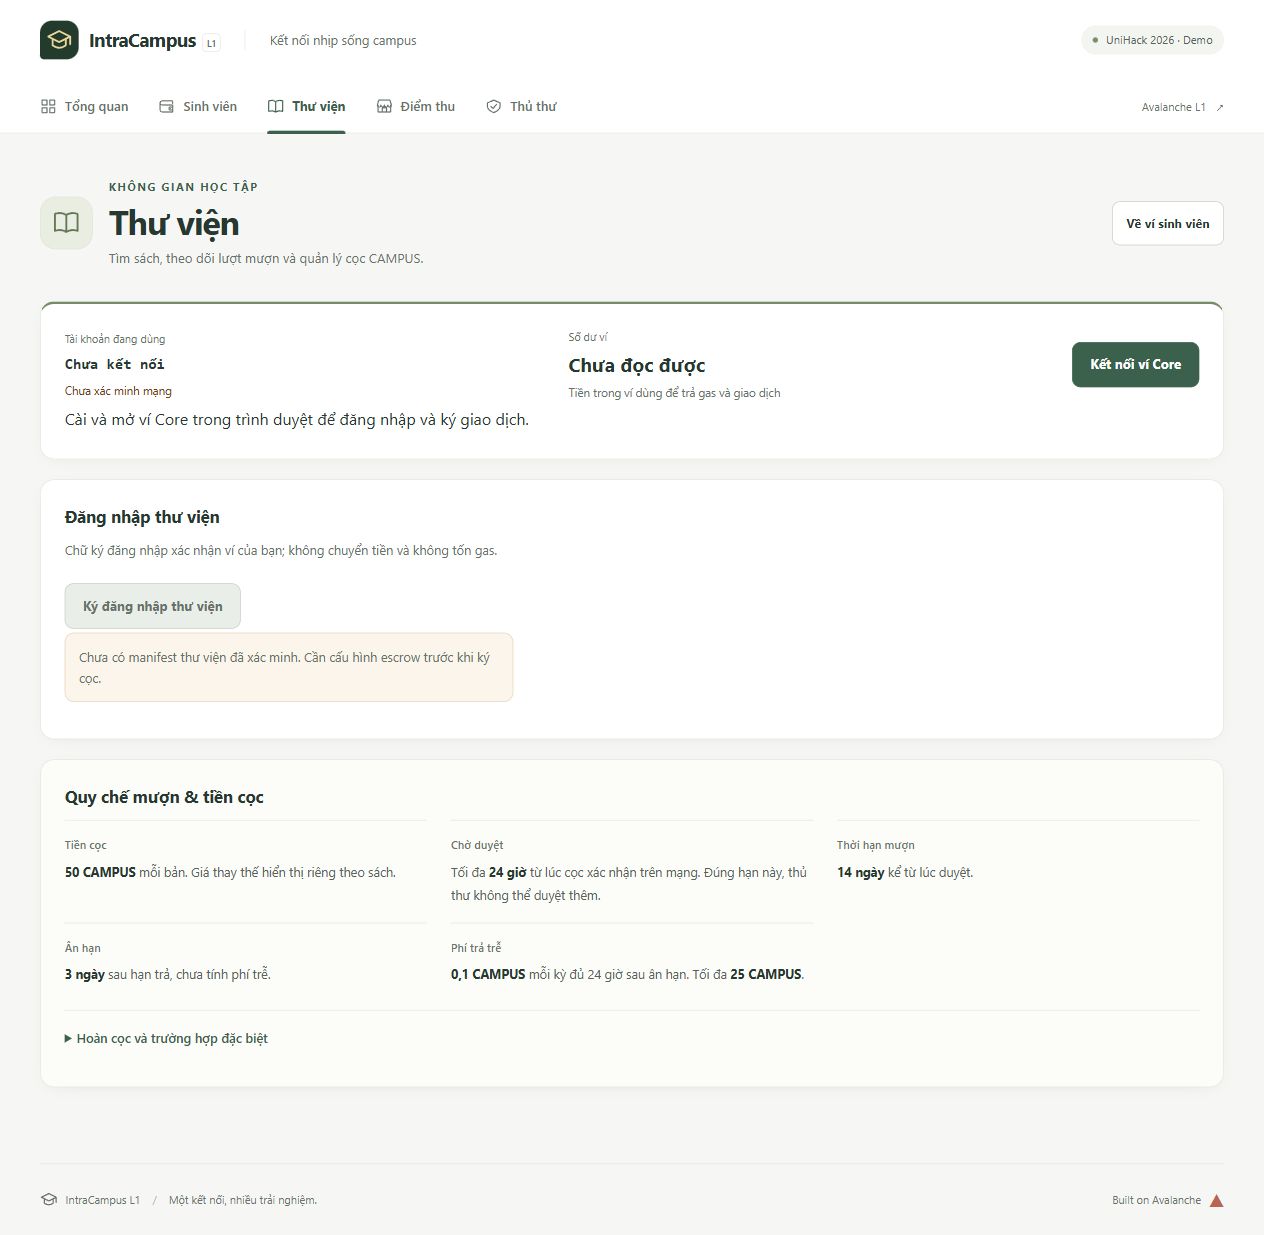 IntraCampus L1
Kết nối nhịp sống campus
UniHack 2026 · Demo
Tổng quan
Sinh viên
Thư viện
Điểm thu
Thủ thư
Avalanche L1 ↗
KHÔNG GIAN HỌC TẬP
Thư viện
Tìm sách, theo dõi lượt mượn và quản lý cọc CAMPUS.
Về ví sinh viên
Tài khoản đang dùng
Chưa kết nối
Chưa xác minh mạng
Cài và mở ví Core trong trình duyệt để đăng nhập và ký giao dịch.
Số dư ví
Chưa đọc được
Tiền trong ví dùng để trả gas và giao dịch
Kết nối ví Core
Đăng nhập thư viện
Chữ ký đăng nhập xác nhận ví của bạn; không chuyển tiền và không tốn gas.
Ký đăng nhập thư viện
Chưa có manifest thư viện đã xác minh. Cần cấu hình escrow trước khi ký
cọc.
Quy chế mượn & tiền cọc
Tiền cọc
50 CAMPUS mỗi bản. Giá thay thế hiển thị riêng theo sách.
Chờ duyệt
Tối đa 24 giờ từ lúc cọc xác nhận trên mạng. Đúng hạn này, thủ
thư không thể duyệt thêm.
Thời hạn mượn
14 ngày kể từ lúc duyệt.
Ân hạn
3 ngày sau hạn trả, chưa tính phí trễ.
Phí trả trễ
0,1 CAMPUS mỗi kỳ đủ 24 giờ sau ân hạn. Tối đa 25 CAMPUS.
Hoàn cọc và trường hợp đặc biệt
IntraCampus L1 / Một kết nối, nhiều trải nghiệm.
Built on Avalanche